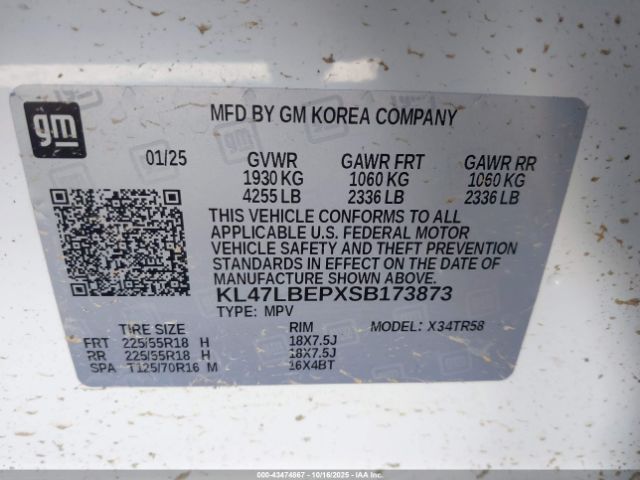 gm
MFD BY GM KOREA COMPANY
01/25 GVWR GAWR FRT GAWR RR
1930 KG 1060 KG 1060 KG
4255 LB 2336 LB 2336 LB
THIS VEHICLE CONFORMS TO ALL
APPLICABLE U.S. FEDERAL MOTOR
VEHICLE SAFETY AND THEFT PREVENTION
STANDARDS IN EFFECT ON THE DATE OF
MANUFACTURE SHOWN ABOVE.
KL47LBEPXSB173873
TYPE: MPV
TIRE SIZE RIM MODEL: X34TR58
FRT 225/55R18 H 18X7.5J
RR 225/55R18 H 18X7.5J
SPA T125/70R16 M 16X4BT
000-43474867 - 10/16/2025 - IAAI.COM